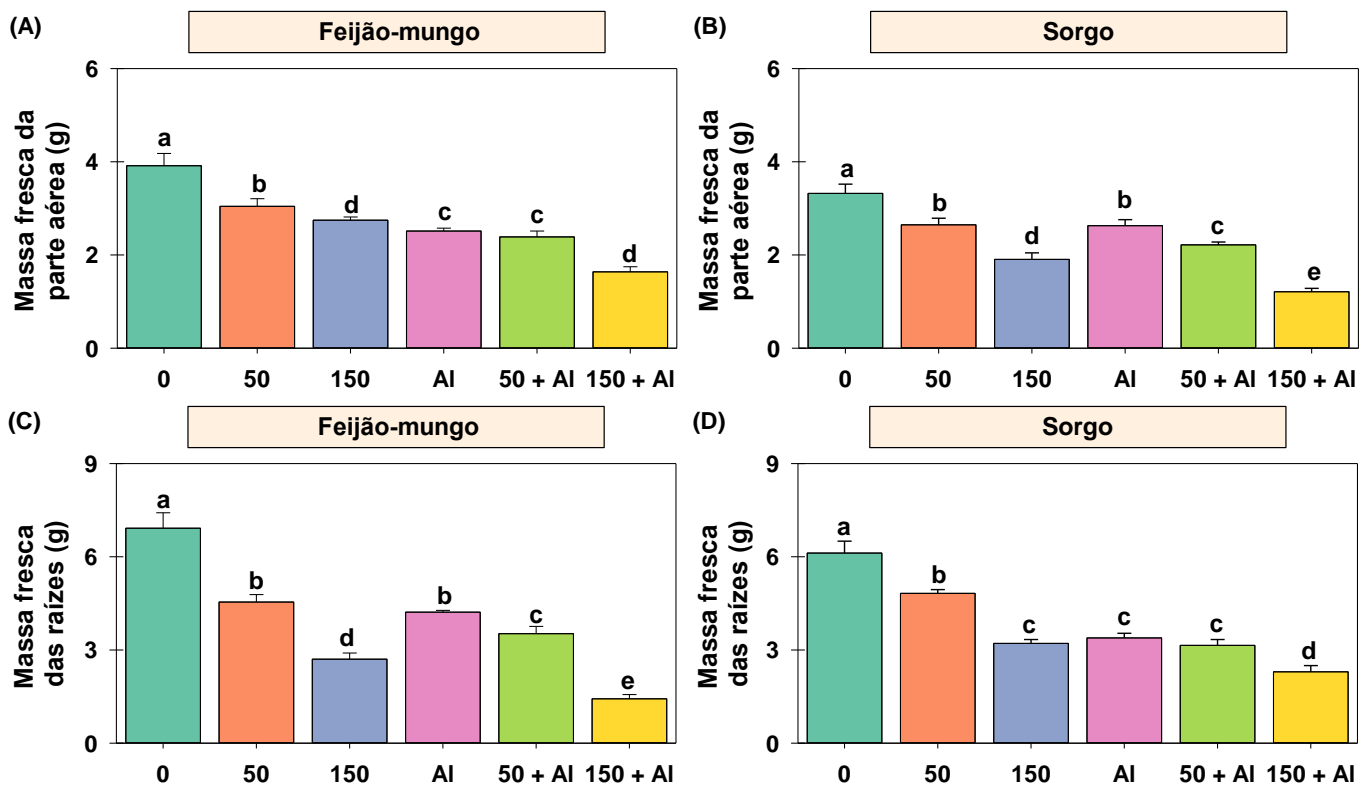 (A)
Feijão-mungo
Massa fresca da
parte aérea (g)
6
4
2
0
a
b
d
c
c
d
0 50 150 Al 50 + Al 150 + Al
(B)
Sorgo
Massa fresca da
parte aérea (g)
6
4
2
0
a
b
d
b
c
e
0 50 150 Al 50 + Al 150 + Al
(C)
Feijão-mungo
Massa fresca
das raízes (g)
9
6
3
0
a
b
d
b
c
e
0 50 150 Al 50 + Al 150 + Al
(D)
Sorgo
Massa fresca
das raízes (g)
9
6
3
0
a
b
c
c
c
d
0 50 150 Al 50 + Al 150 + Al